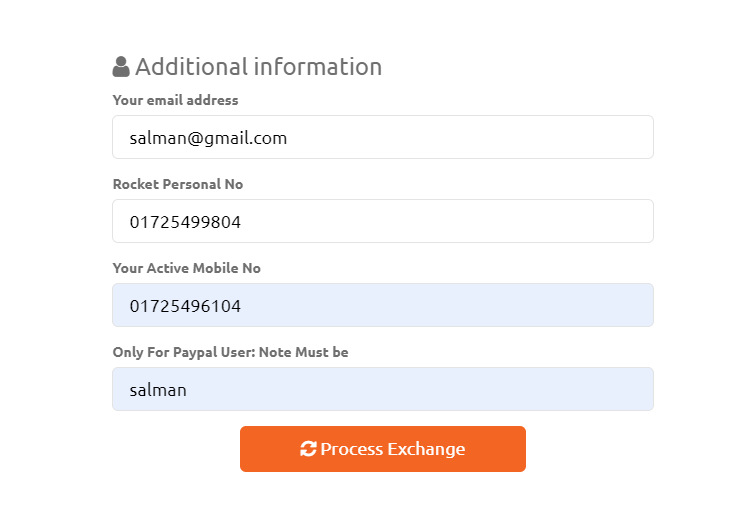 Additional information
Your email address
salman@gmail.com
Rocket Personal No
01725499804
Your Active Mobile No
01725496104
Only For Paypal User: Note Must be
salman
Process Exchange